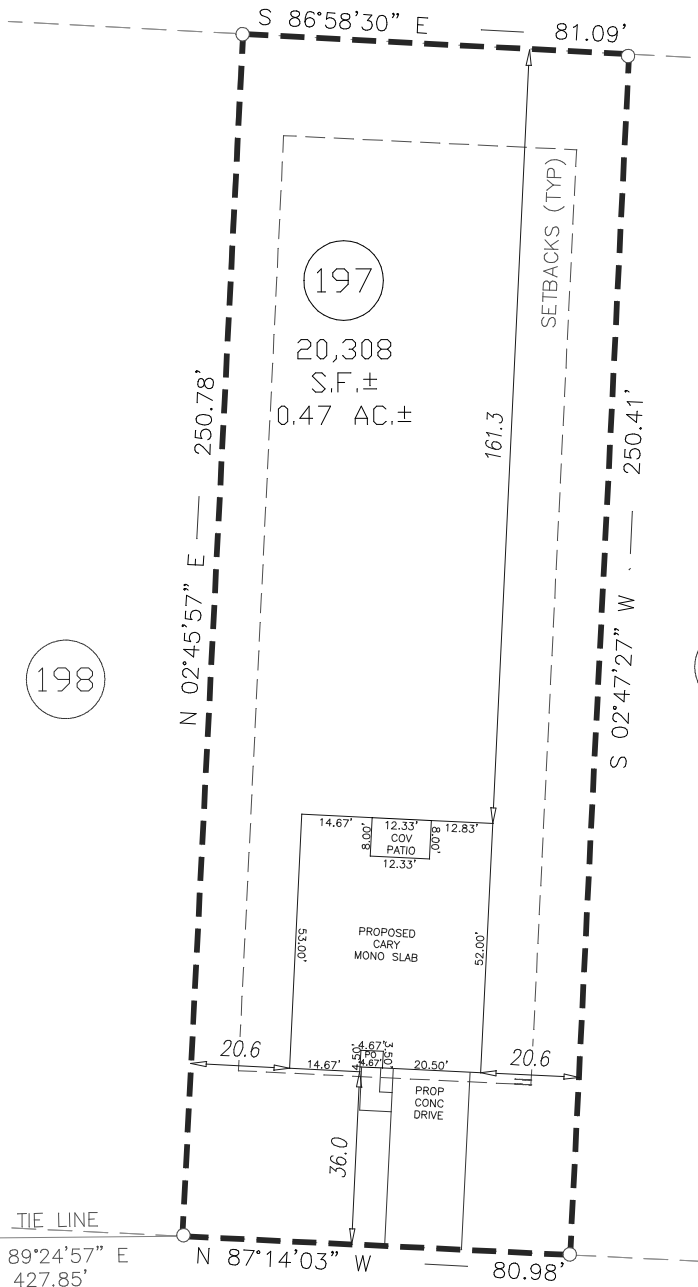 S 86°58'30" E
81.09'
SETBACKS (TYP)
197
20,308
S.F.±
0.47 AC.±
250.78'
N 02°45'57" E
161.3
250.41'
S 02°47'27" W
198
14.67'
12.33'
12.83'
8.00'
COV
PATIO
8.00'
12.33'
53.00'
PROPOSED
CARY
MONO SLAB
52.00'
20.6
4.67'
4.50'
PO
3.50'
4.67'
14.67'
20.50'
20.6
PROP
CONC
DRIVE
36.0
TIE LINE
89°24'57" E
427.85'
N 87°14'03" W
80.98'